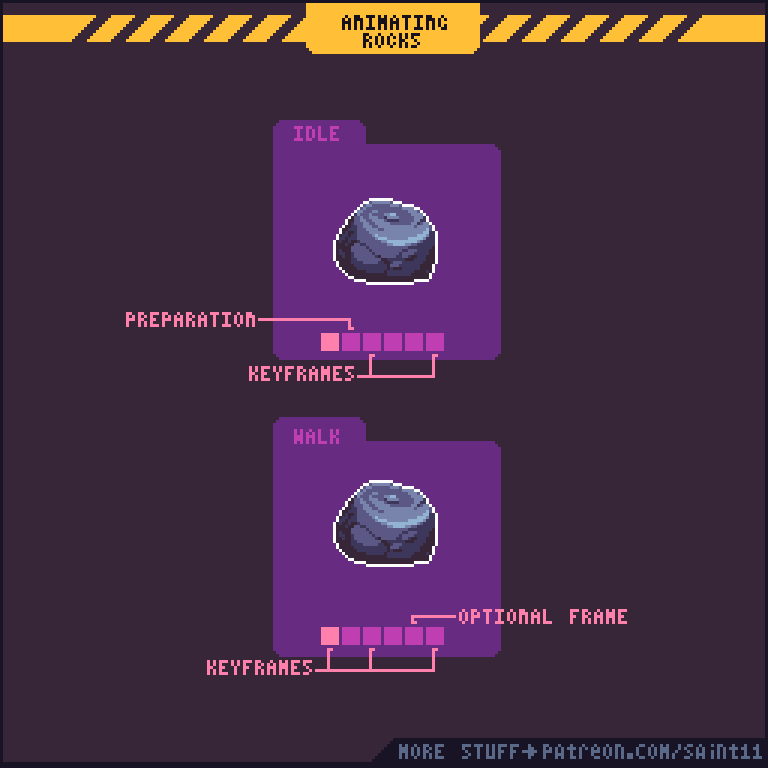 ANIMATING
ROCKS
IDLE
PREPARATION
KEYFRAMES
WALK
OPTIONAL FRAME
KEYFRAMES
MORE STUFF→PATREON.COM/SAINT11